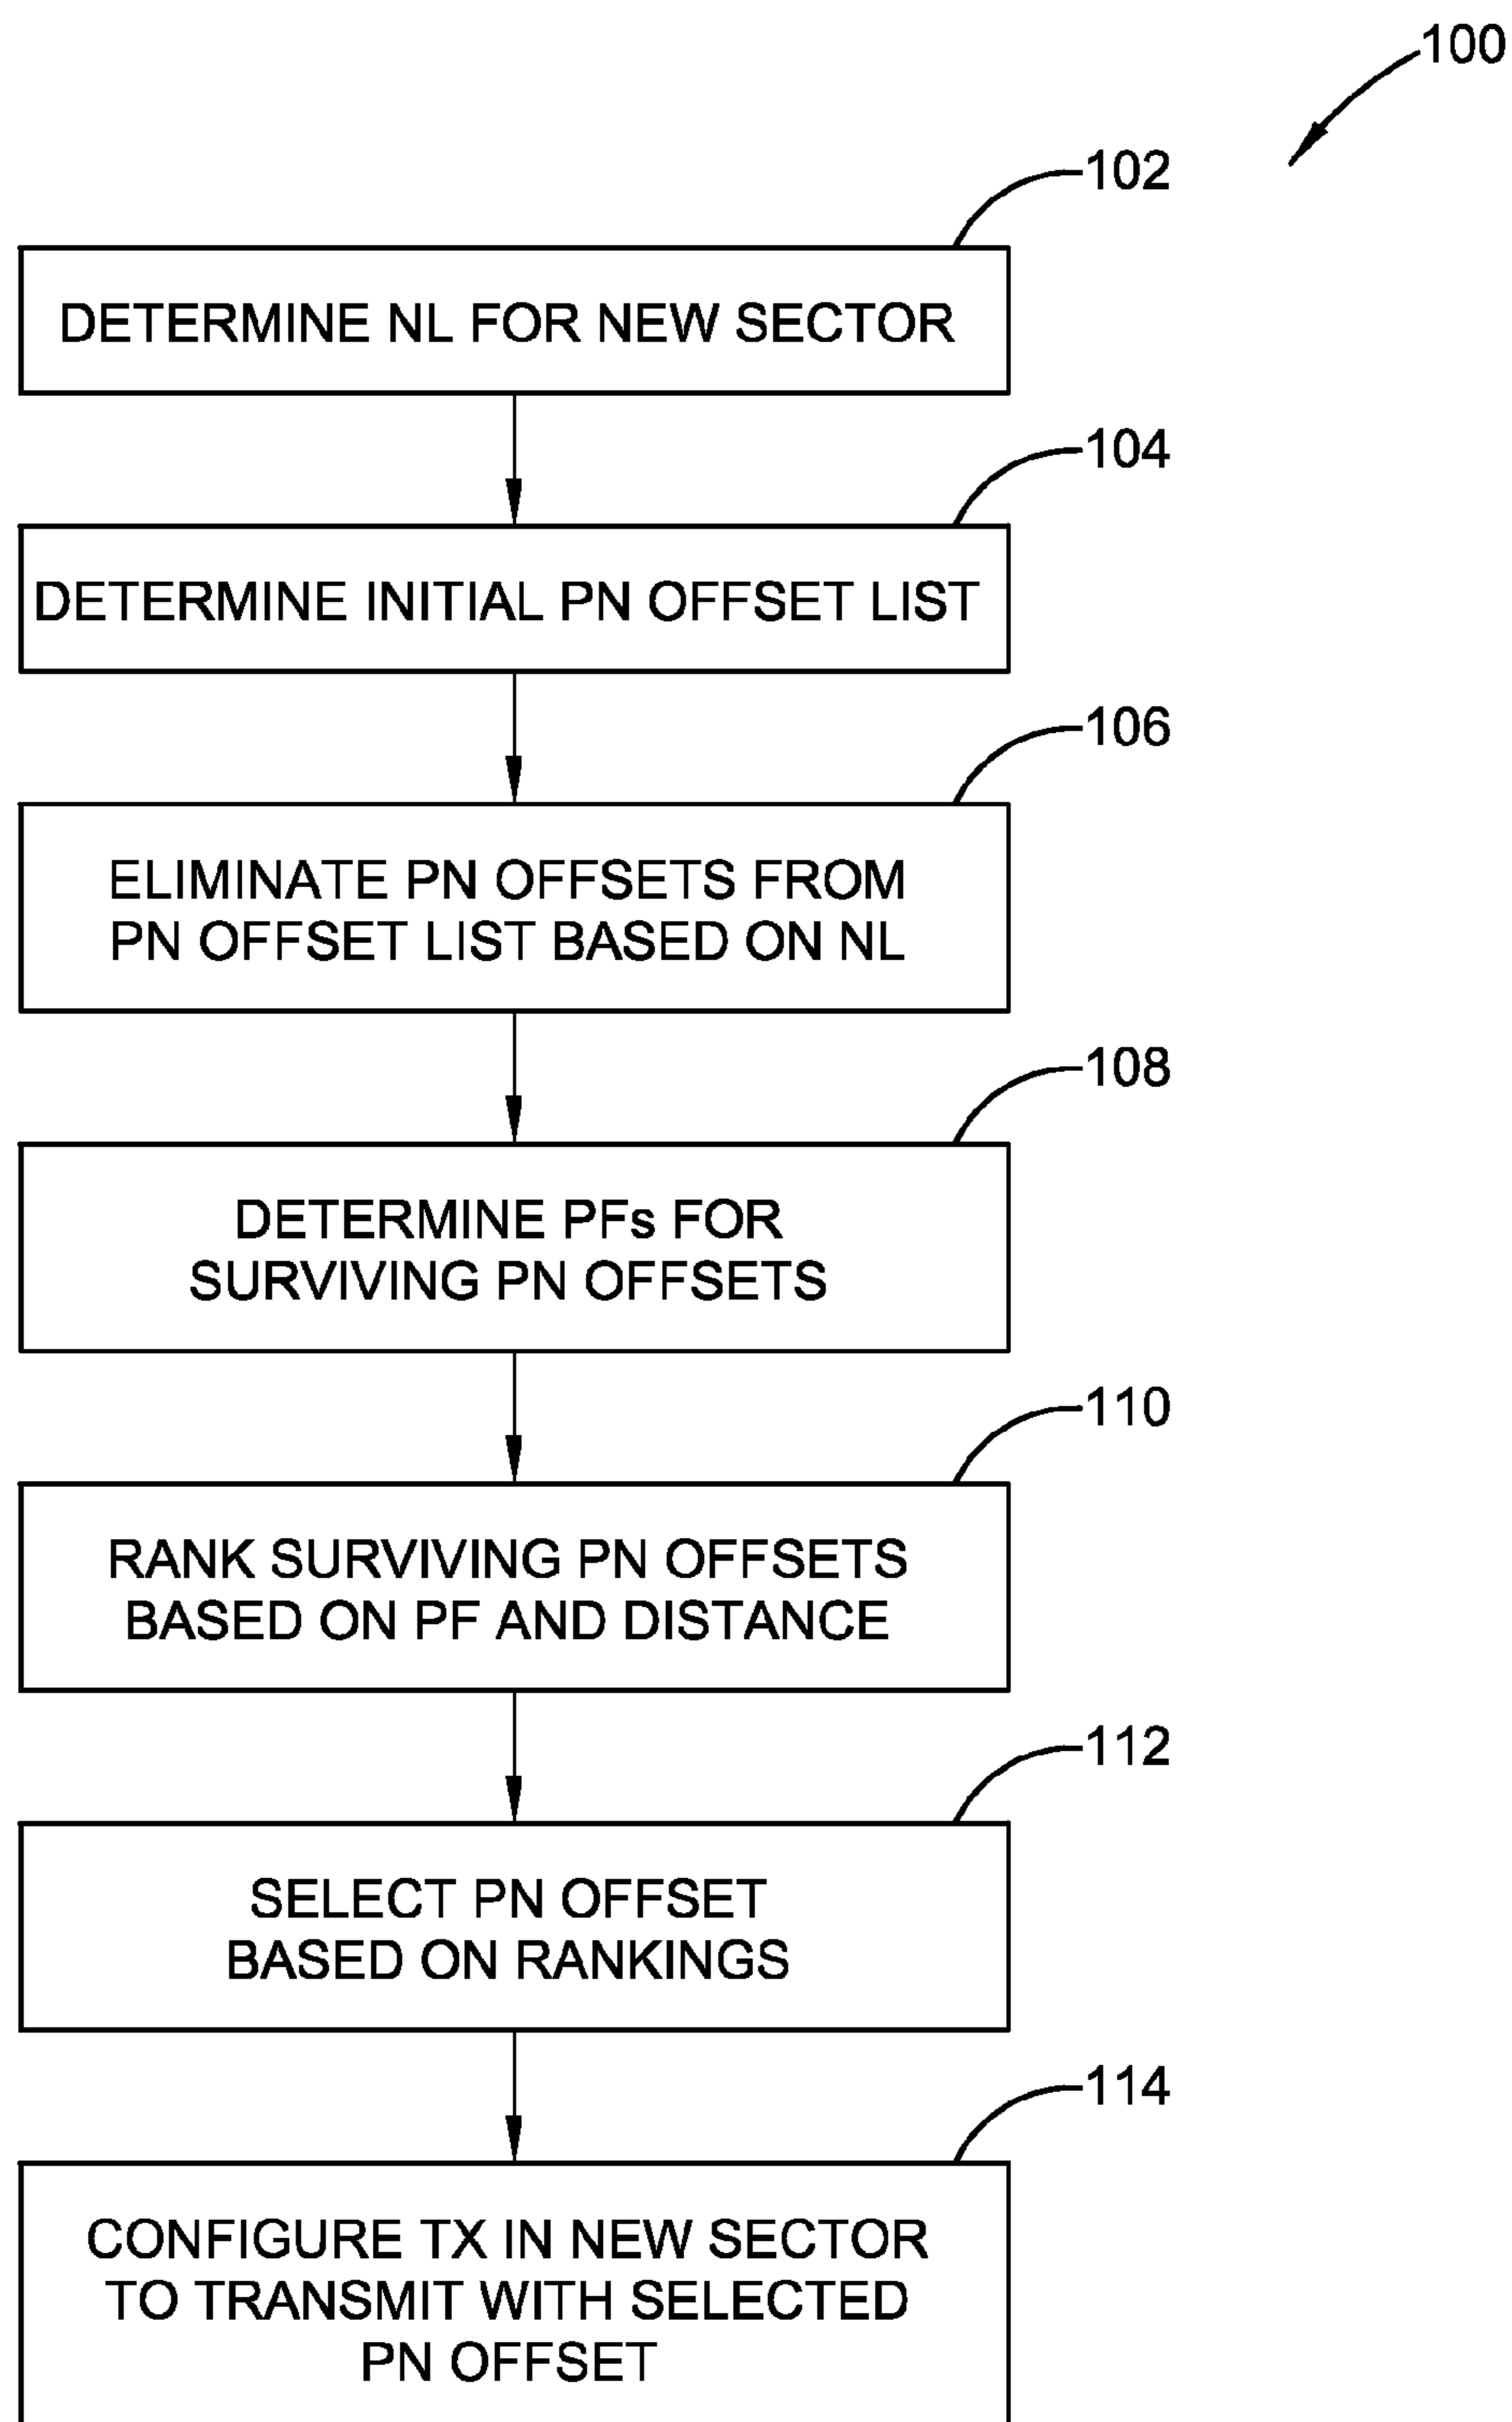 100
102
DETERMINE NL FOR NEW SECTOR
104
DETERMINE INITIAL PN OFFSET LIST
106
ELIMINATE PN OFFSETS FROM
PN OFFSET LIST BASED ON NL
108
DETERMINE PFs FOR
SURVIVING PN OFFSETS
110
RANK SURVIVING PN OFFSETS
BASED ON PF AND DISTANCE
112
SELECT PN OFFSET
BASED ON RANKINGS
114
CONFIGURE TX IN NEW SECTOR
TO TRANSMIT WITH SELECTED
PN OFFSET